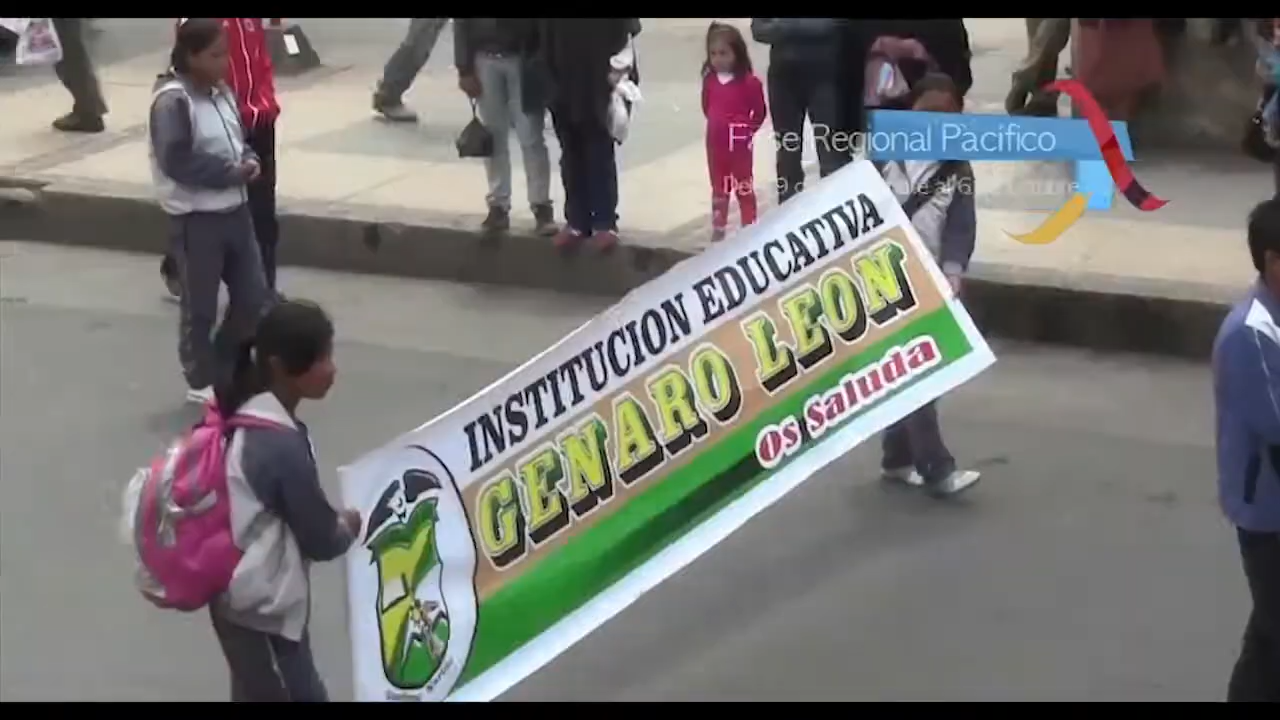 Fase Regional Pacífico
INSTITUCION EDUCATIVA
GENARO LEON
Os Saluda